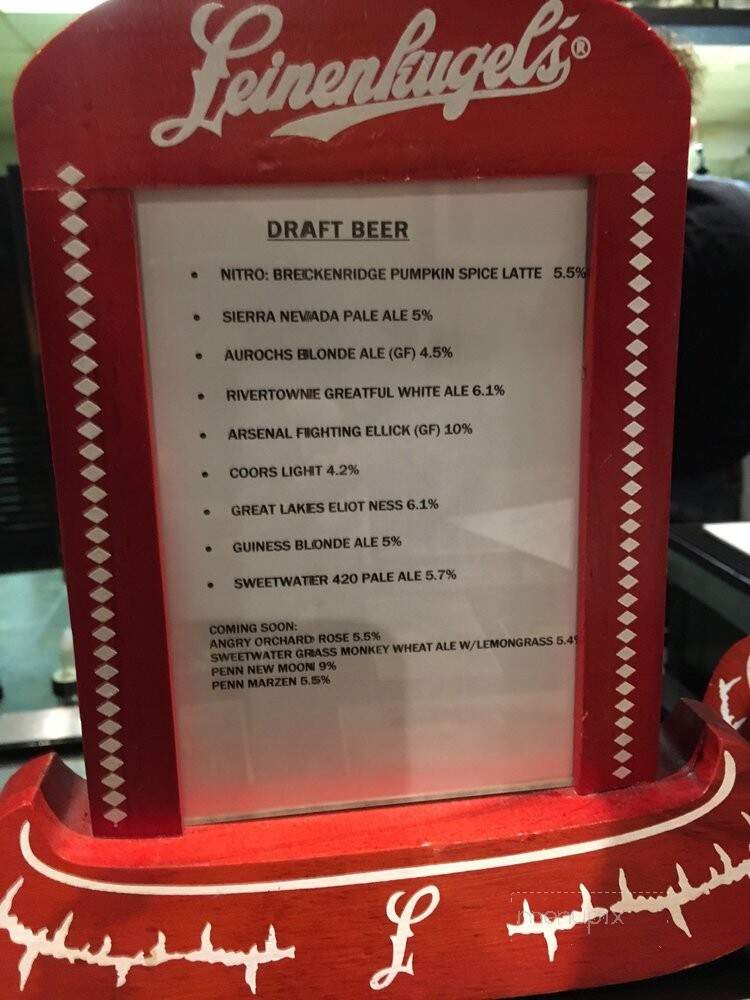 Leinenkugel's®
DRAFT BEER
• NITRO: BRECKENRIDGE PUMPKIN SPICE LATTE 5.5%
• SIERRA NEVADA PALE ALE 5%
• AUROCHS BLONDE ALE (GF) 4.5%
• RIVERTOWNE GREATFUL WHITE ALE 6.1%
• ARSENAL FIGHTING ELLICK (GF) 10%
• COORS LIGHT 4.2%
• GREAT LAKES ELIOT NESS 6.1%
• GUINESS BLONDE ALE 5%
• SWEETWATER 420 PALE ALE 5.7%
COMING SOON:
ANGRY ORCHARD ROSE 5.5%
SWEETWATER GRASS MONKEY WHEAT ALE W/LEMONGRASS 5.4%
PENN NEW MOON 9%
PENN MARZEN 5.5%
L
menupix